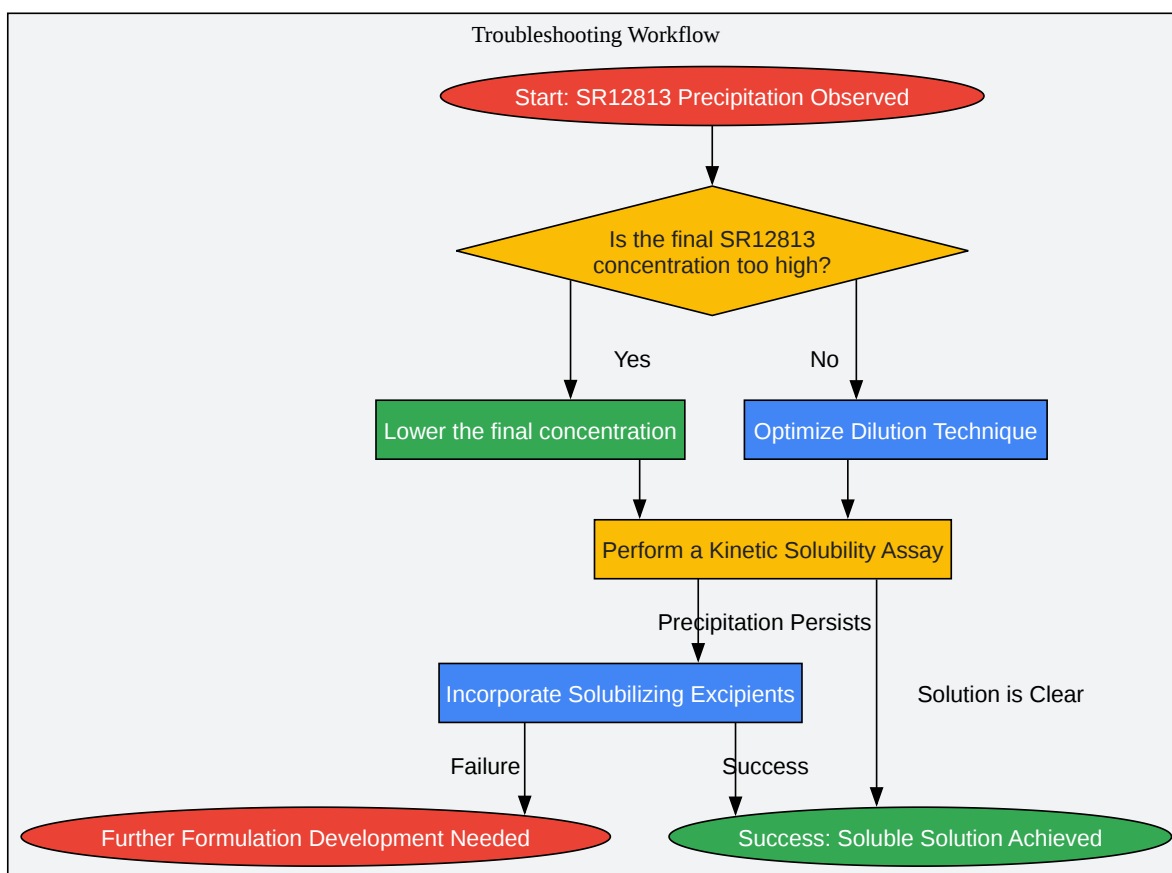 Troubleshooting Workflow
Start: SR12813 Precipitation Observed
Is the final SR12813
concentration too high?
Yes
No
Lower the final concentration
Optimize Dilution Technique
Perform a Kinetic Solubility Assay
Precipitation Persists
Incorporate Solubilizing Excipients
Solution is Clear
Failure
Success
Further Formulation Development Needed
Success: Soluble Solution Achieved